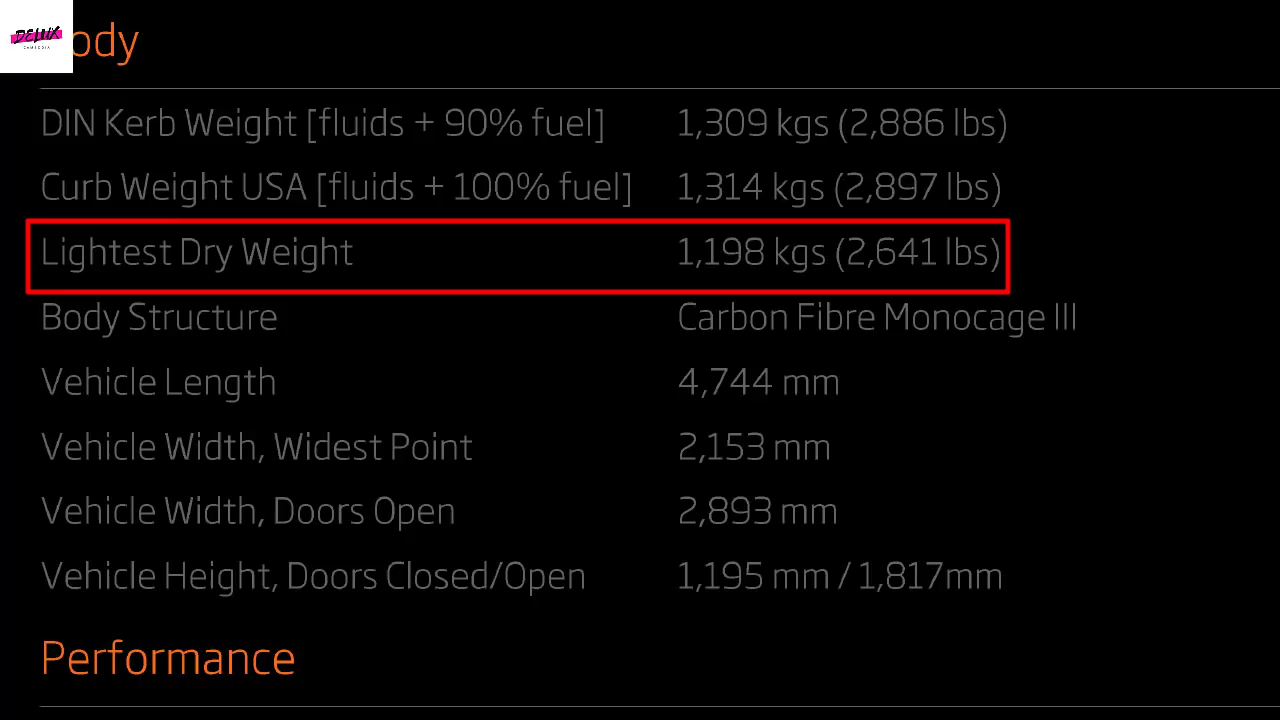 DELUX
CAMBODIA
ody
DIN Kerb Weight [fluids + 90% fuel] 1,309 kgs (2,886 lbs)
Curb Weight USA [fluids + 100% fuel] 1,314 kgs (2,897 lbs)
Lightest Dry Weight 1,198 kgs (2,641 lbs)
Body Structure Carbon Fibre Monocage III
Vehicle Length 4,744 mm
Vehicle Width, Widest Point 2,153 mm
Vehicle Width, Doors Open 2,893 mm
Vehicle Height, Doors Closed/Open 1,195 mm / 1,817mm
Performance